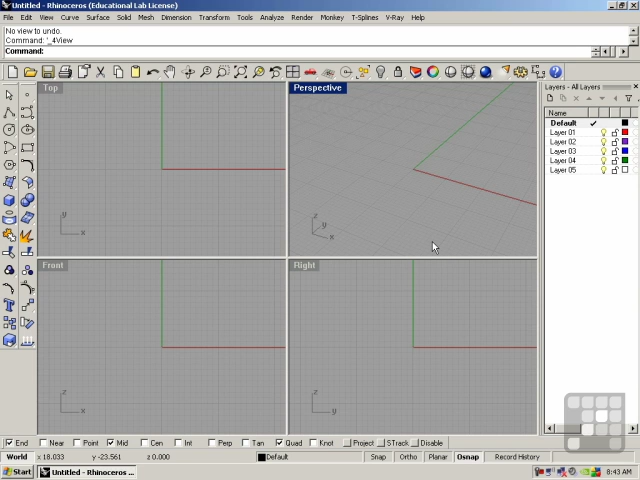 Untitled - Rhinoceros (Educational Lab License)
File Edit View Curve Surface Solid Mesh Dimension Transform Tools Analyze Render Monkey T-Splines V-Ray Help
No view to undo.
Command: '_4View
Command:
Top
Perspective
Layers - All Layers
Name
Default
Layer 01
Layer 02
Layer 03
Layer 04
Layer 05
y
x
z
y
x
Front
Right
z
x
z
y
End Near Point Mid Cen Int Perp Tan Quad Knot Project STrack Disable
World x 18.033 y -23.561 z 0.000 Default Snap Ortho Planar Osnap Record History
Start Untitled - Rhinoceros ... 8:43 AM